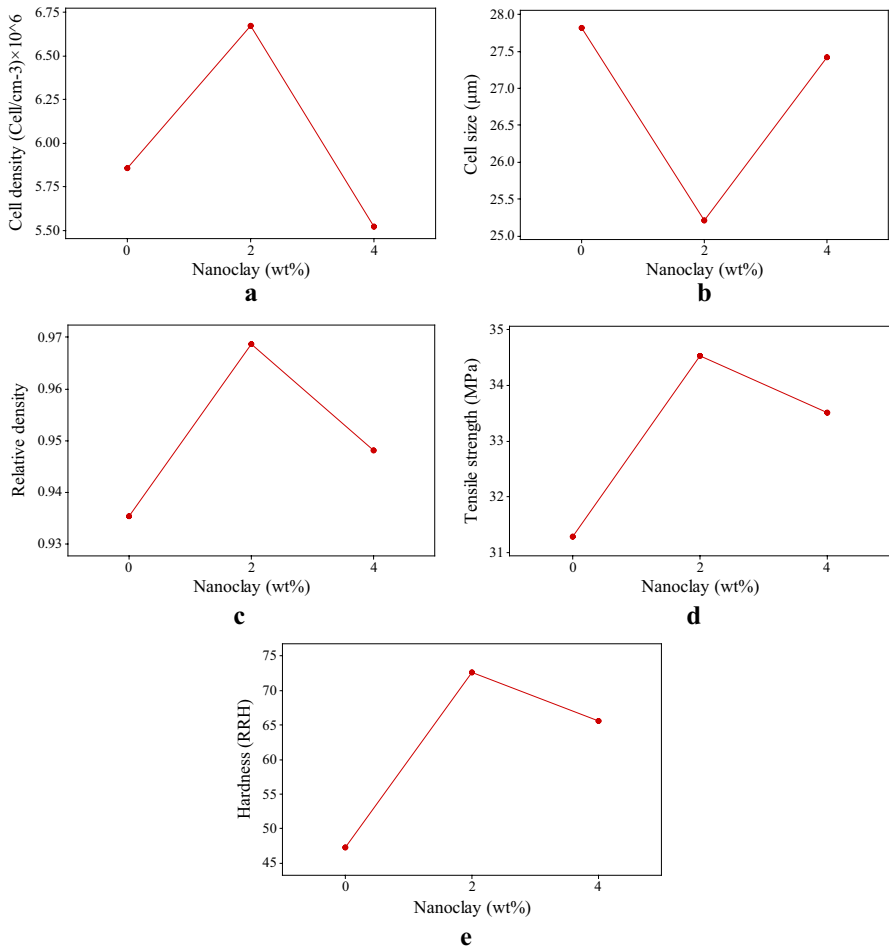 Cell density (Cell/cm-3)×10^6
6.75
6.50
6.25
6.00
5.75
5.50
0 2 4
Nanoclay (wt%)
a
Cell size (µm)
28.0
27.5
27.0
26.5
26.0
25.5
25.0
0 2 4
Nanoclay (wt%)
b
Relative density
0.97
0.96
0.95
0.94
0.93
0 2 4
Nanoclay (wt%)
c
Tensile strength (MPa)
35
34
33
32
31
0 2 4
Nanoclay (wt%)
d
Hardness (RRH)
75
70
65
60
55
50
45
0 2 4
Nanoclay (wt%)
e